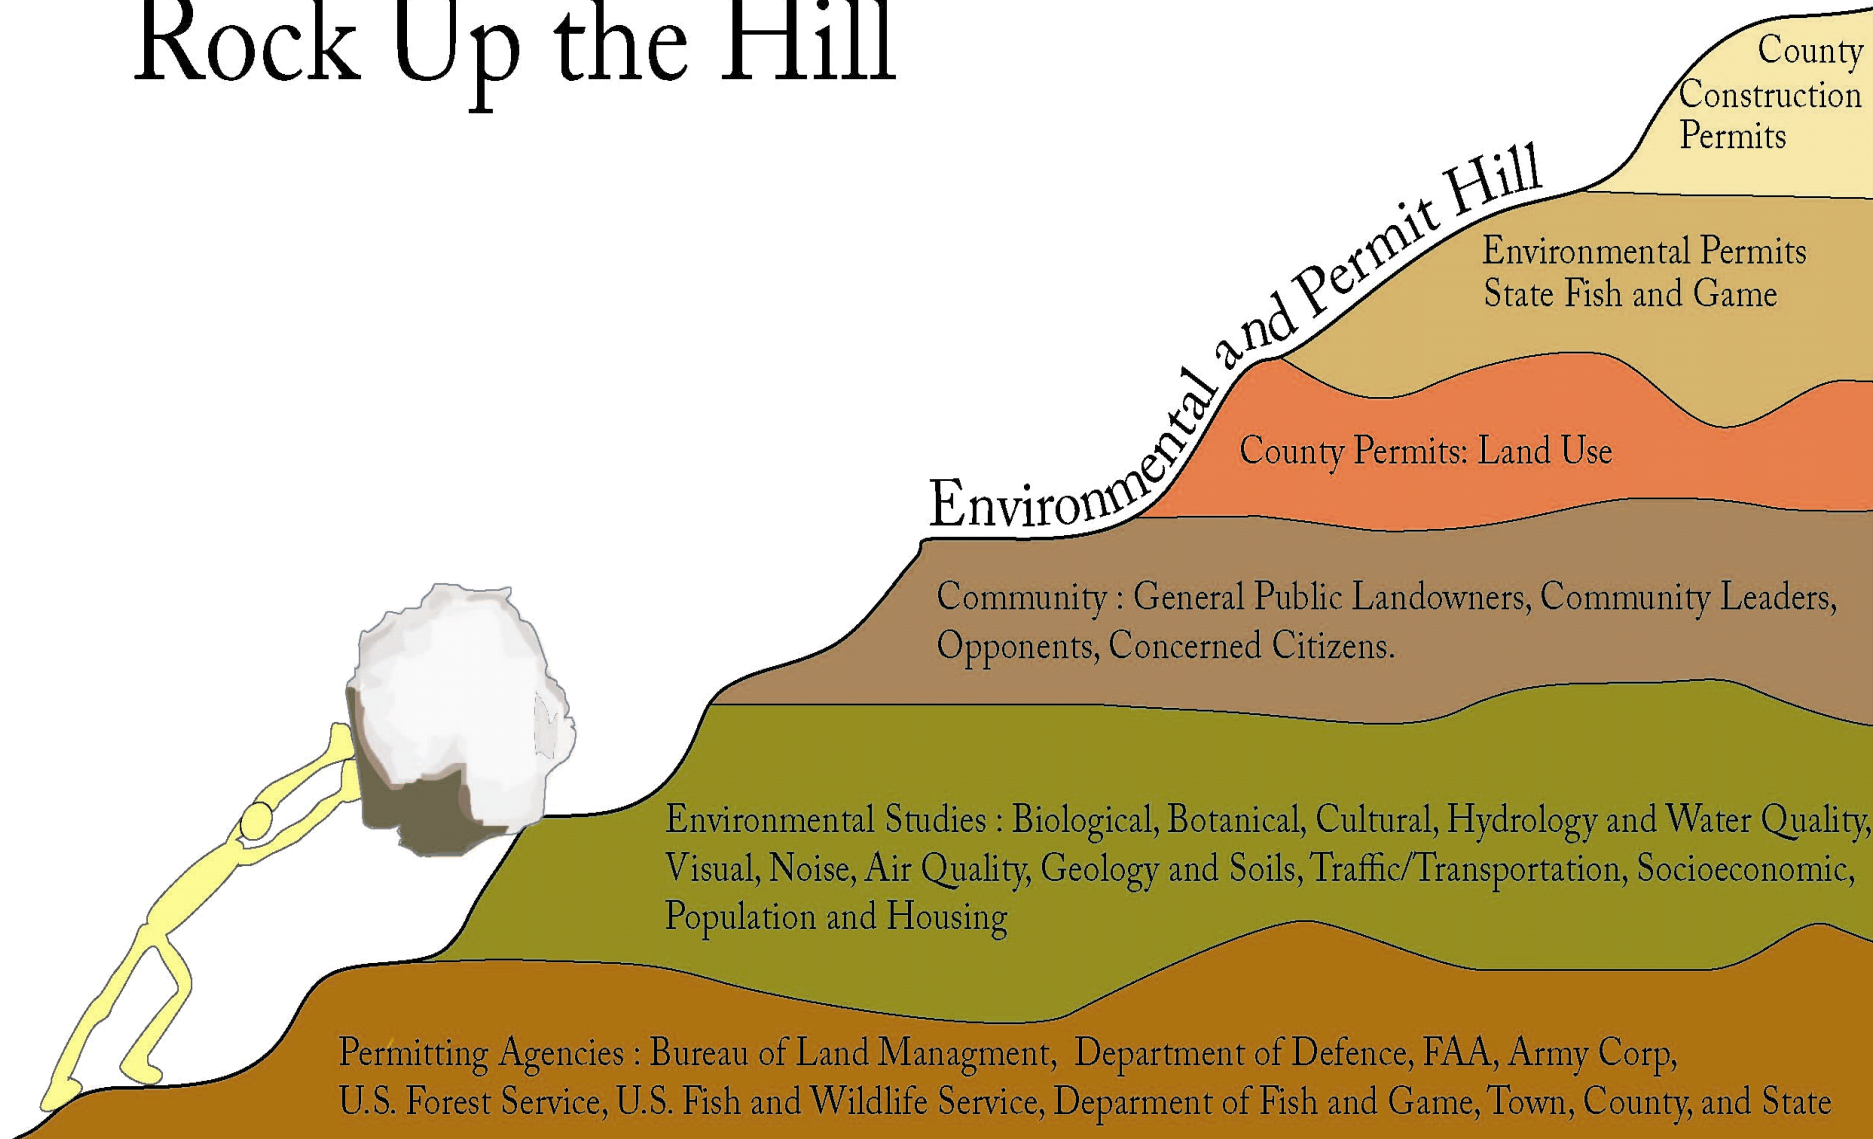 Rock Up the Hill
County
Construction
Permits
Environmental and Permit Hill
Environmental Permits
State Fish and Game
County Permits: Land Use
Community : General Public Landowners, Community Leaders,
Opponents, Concerned Citizens.
Environmental Studies : Biological, Botanical, Cultural, Hydrology and Water Quality,
Visual, Noise, Air Quality, Geology and Soils, Traffic/Transportation, Socioeconomic,
Population and Housing
Permitting Agencies : Bureau of Land Managment, Department of Defence, FAA, Army Corp,
U.S. Forest Service, U.S. Fish and Wildlife Service, Deparment of Fish and Game, Town, County, and State